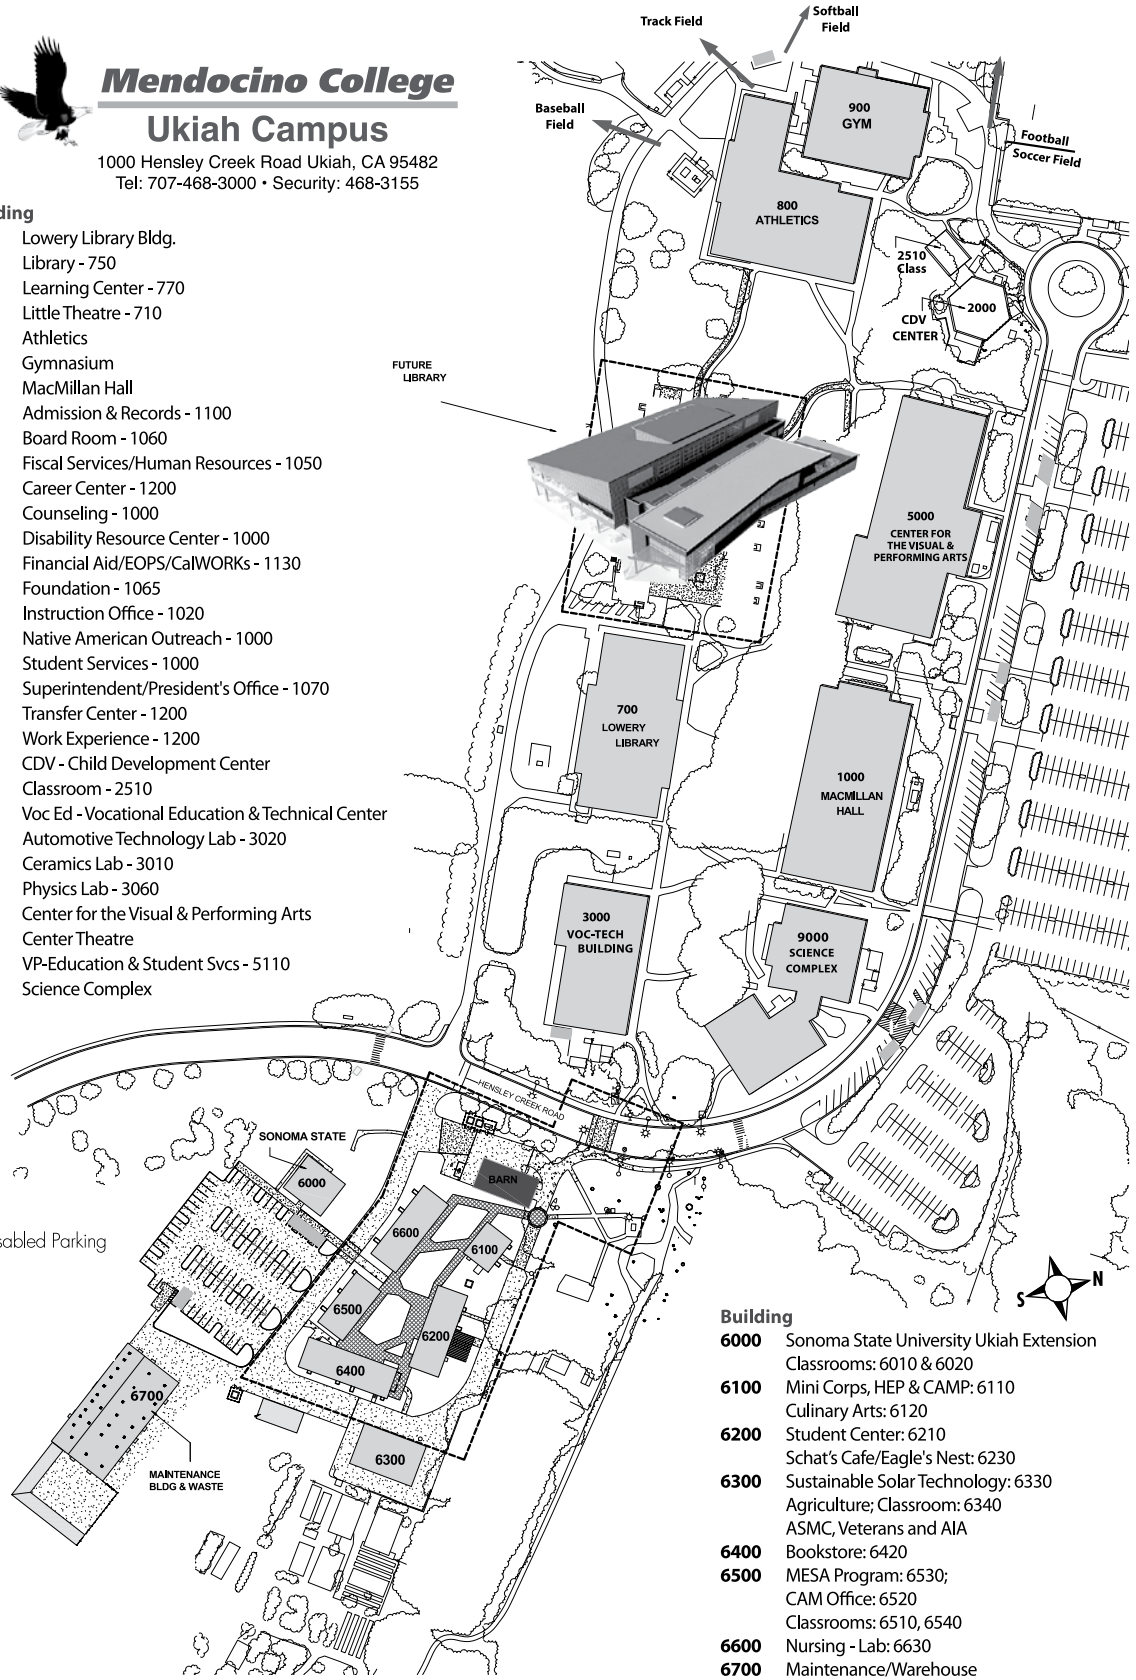 Mendocino College
Ukiah Campus
1000 Hensley Creek Road Ukiah, CA 95482
Tel: 707-468-3000 • Security: 468-3155
ding
Lowery Library Bldg.
Library - 750
Learning Center - 770
Little Theatre - 710
Athletics
Gymnasium
MacMillan Hall
Admission & Records - 1100
Board Room - 1060
Fiscal Services/Human Resources - 1050
Career Center - 1200
Counseling - 1000
Disability Resource Center - 1000
Financial Aid/EOPS/CalWORKs - 1130
Foundation - 1065
Instruction Office - 1020
Native American Outreach - 1000
Student Services - 1000
Superintendent/President's Office - 1070
Transfer Center - 1200
Work Experience - 1200
CDV - Child Development Center
Classroom - 2510
Voc Ed - Vocational Education & Technical Center
Automotive Technology Lab - 3020
Ceramics Lab - 3010
Physics Lab - 3060
Center for the Visual & Performing Arts
Center Theatre
VP-Education & Student Svcs - 5110
Science Complex
sabled Parking
Track Field
Softball
Field
Baseball
Field
Football
Soccer Field
900
GYM
800
ATHLETICS
2510
Class
2000
CDV
CENTER
FUTURE
LIBRARY
5000
CENTER FOR
THE VISUAL &
PERFORMING ARTS
700
LOWERY
LIBRARY
1000
MACMILLAN
HALL
3000
VOC-TECH
BUILDING
9000
SCIENCE
COMPLEX
HENSLEY CREEK ROAD
SONOMA STATE
6000
BARN
6600
6100
6500
6200
6400
6700
6300
MAINTENANCE
BLDG & WASTE
S
N
Building
6000 Sonoma State University Ukiah Extension
Classrooms: 6010 & 6020
6100 Mini Corps, HEP & CAMP: 6110
Culinary Arts: 6120
6200 Student Center: 6210
Schat's Cafe/Eagle's Nest: 6230
6300 Sustainable Solar Technology: 6330
Agriculture; Classroom: 6340
ASMC, Veterans and AIA
6400 Bookstore: 6420
6500 MESA Program: 6530;
CAM Office: 6520
Classrooms: 6510, 6540
6600 Nursing - Lab: 6630
6700 Maintenance/Warehouse